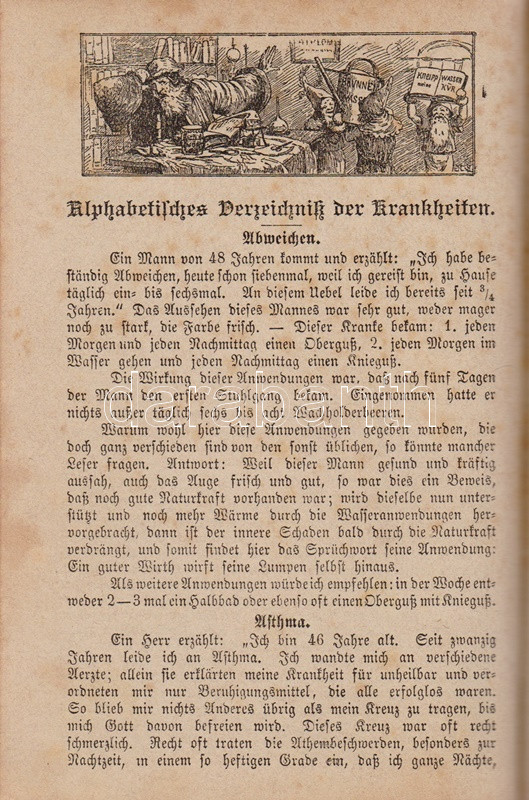 BRUNNEN
KNEIPP
WASSER
KUR
Alphabetisches Verzeichniß der Krankheiten.
Abweichen.
Ein Mann von 48 Jahren kommt und erzählt: „Ich habe be-
ständig Abweichen, heute schon siebenmal, weil ich gereist bin, zu Hause
täglich ein- bis sechsmal. An diesem Uebel leide ich bereits seit 3/4
Jahren.“ Das Aussehen dieses Mannes war sehr gut, weder mager
noch zu stark, die Farbe frisch. — Dieser Kranke bekam: 1. jeden
Morgen und jeden Nachmittag einen Oberguß, 2. jeden Morgen im
Wasser gehen und jeden Nachmittag einen Knieguß.
Die Wirkung dieser Anwendungen war, daß nach fünf Tagen
der Mann den ersten Stuhlgang bekam. Eingenommen hatte er
nichts außer täglich sechs bis acht Wachholderbeeren.
Warum wohl hier diese Anwendungen gegeben wurden, die
doch ganz verschieden sind von den sonst üblichen, so könnte mancher
Leser fragen. Antwort: Weil dieser Mann gesund und kräftig
aussah, auch das Auge frisch und gut, so war dies ein Beweis,
daß noch gute Naturkraft vorhanden war; wird dieselbe nun unter-
stützt und noch mehr Wärme durch die Wasseranwendungen her-
vorgebracht, dann ist der innere Schaden bald durch die Naturkraft
verdrängt, und somit findet hier das Sprüchwort seine Anwendung:
Ein guter Wirth wirft seine Lumpen selbst hinaus.
Als weitere Anwendungen würde ich empfehlen: in der Woche ent-
weder 2—3 mal ein Halbbad oder ebenso oft einen Oberguß mit Knieguß.
Asthma.
Ein Herr erzählt: „Ich bin 46 Jahre alt. Seit zwanzig
Jahren leide ich an Asthma. Ich wandte mich an verschiedene
Aerzte; allein sie erklärten meine Krankheit für unheilbar und ver-
ordneten mir nur Beruhigungsmittel, die alle erfolglos waren.
So blieb mir nichts Anderes übrig als mein Kreuz zu tragen, bis
mich Gott davon befreien wird. Dieses Kreuz war oft recht
schmerzlich. Recht oft traten die Athembeschwerden, besonders zur
Nachtzeit, in einem so heftigen Grade ein, daß ich ganze Nächte,